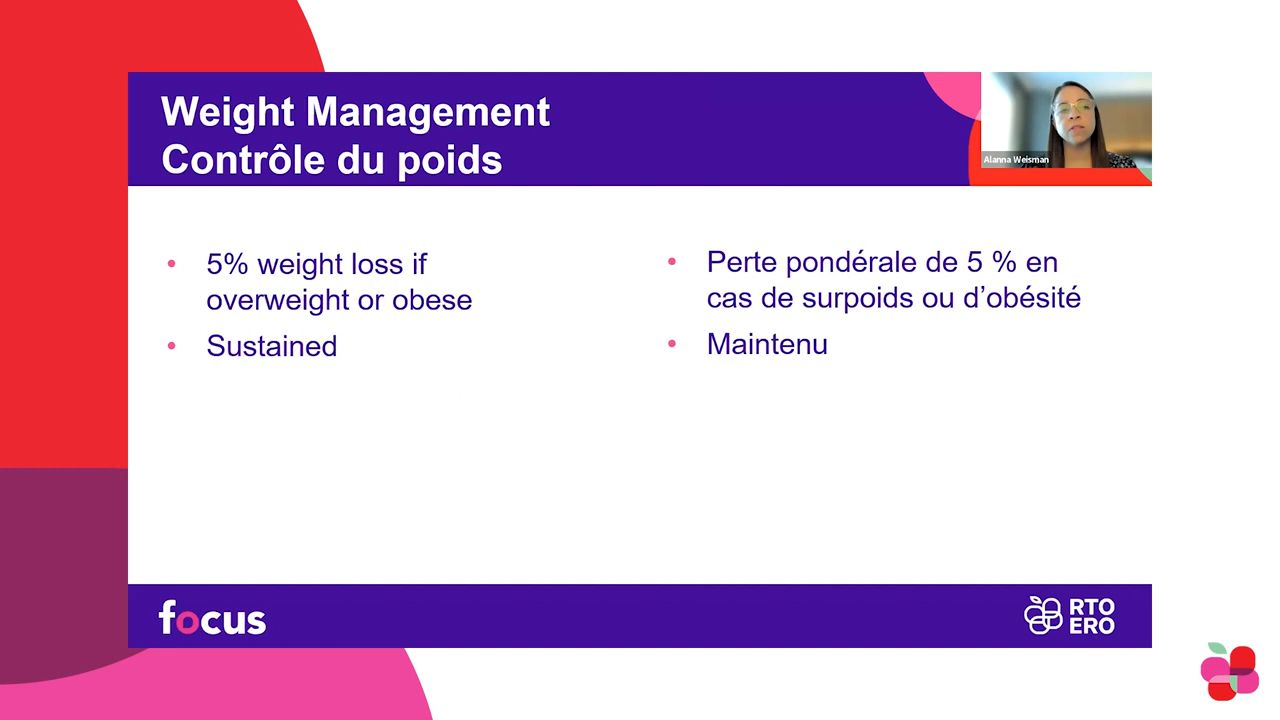 Weight Management
Contrôle du poids
Alanna Weisman
• 5% weight loss if
overweight or obese
• Sustained
• Perte pondérale de 5 % en
cas de surpoids ou d’obésité
• Maintenu
focus
RTO
ERO